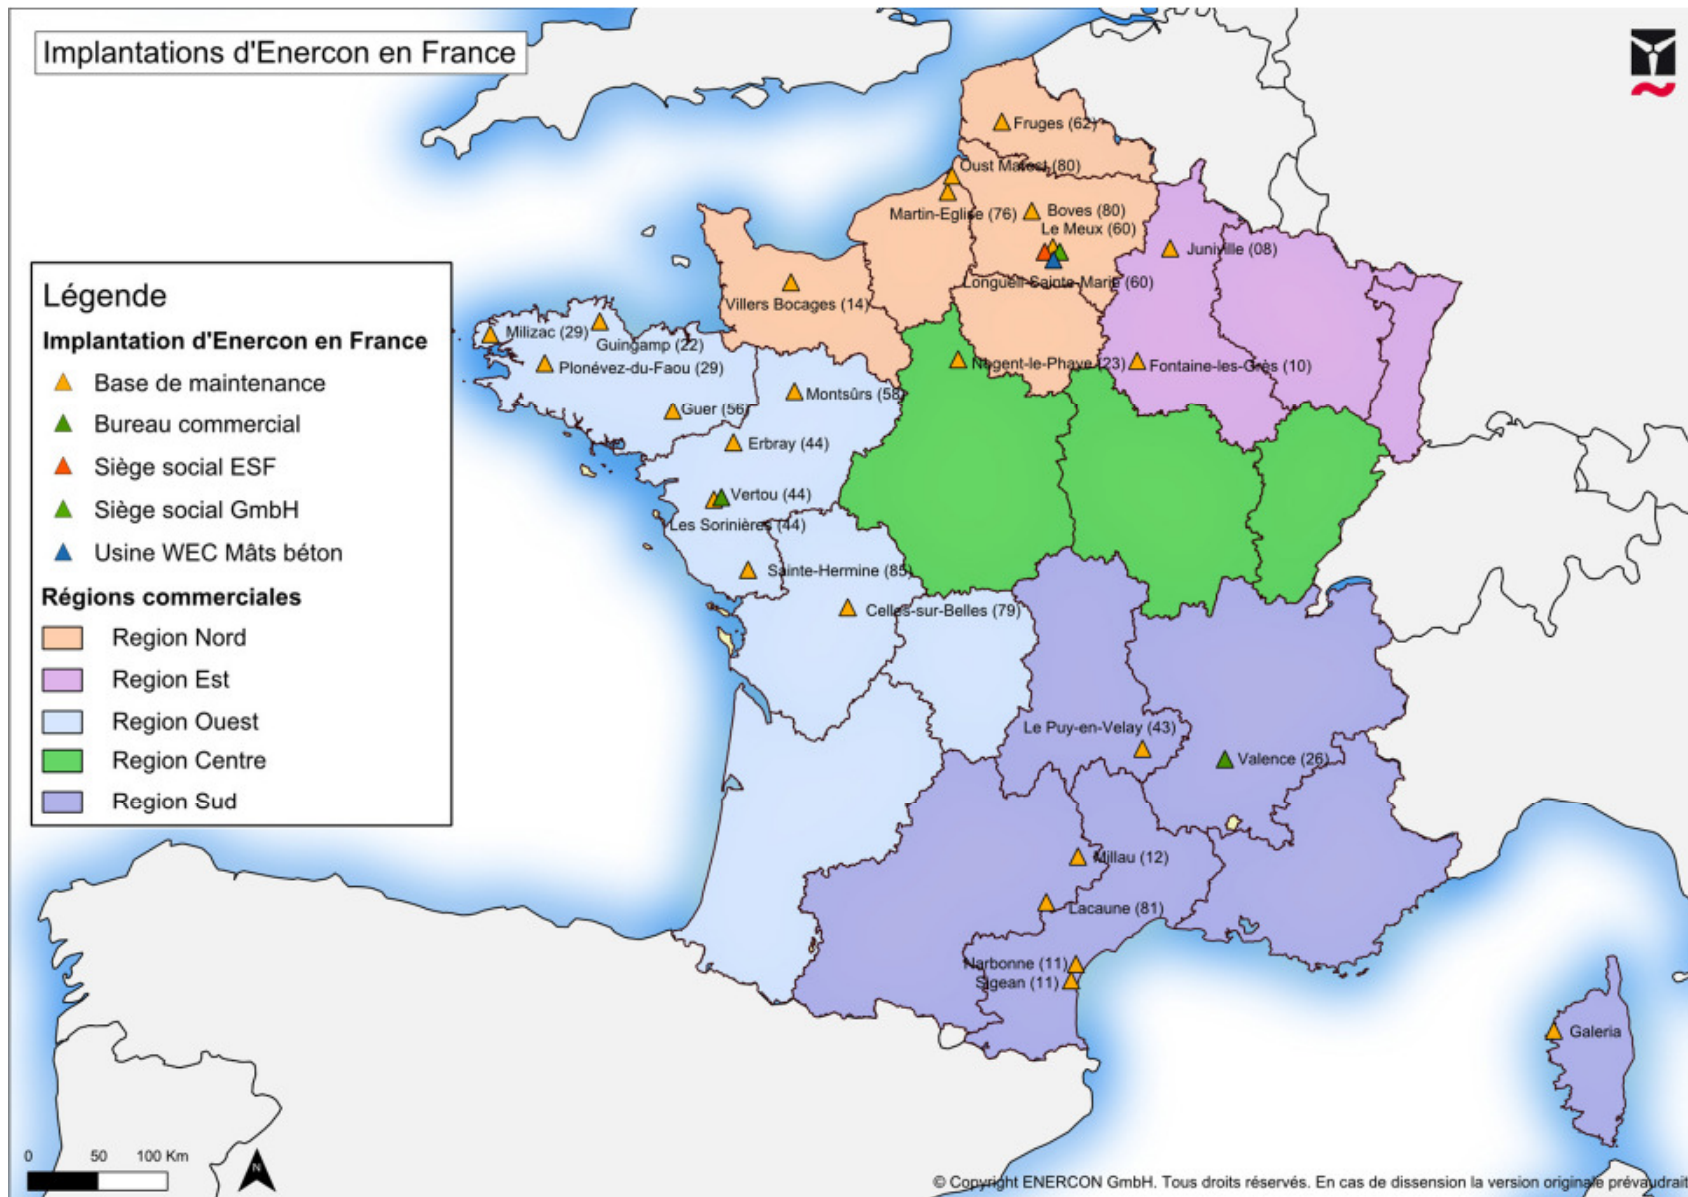 Implantations d'Enercon en France
Fruges (62)
Oust Marest (80)
Martin-Eglise (76)
Boves (80)
Le Meux (60)
Juniville (08)
Longueil-Sainte-Marie (60)
Villers Bocages (14)
Milizac (29)
Guingamp (22)
Plonévez-du-Faou (29)
Nogent-le-Phaye (23)
Fontaine-les-Grès (10)
Montsûrs (58)
Guer (56)
Erbray (44)
Vertou (44)
Les Sorinières (44)
Sainte-Hermine (85)
Celles-sur-Belles (79)
Le Puy-en-Velay (43)
Valence (26)
Millau (12)
Lacaune (81)
Narbonne (11)
Sigean (11)
Galeria
Légende
Implantation d'Enercon en France
Base de maintenance
Bureau commercial
Siège social ESF
Siège social GmbH
Usine WEC Mâts béton
Régions commerciales
Region Nord
Region Est
Region Ouest
Region Centre
Region Sud
0 50 100 Km
N
© Copyright ENERCON GmbH. Tous droits réservés. En cas de dissension la version originale prévaudrait